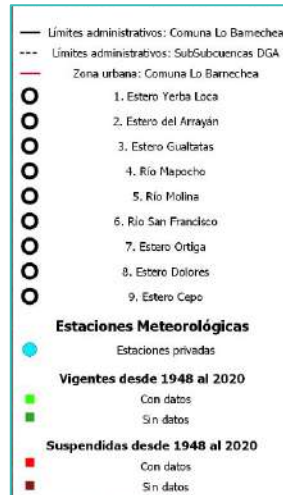 Límites administrativos: Comuna Lo Barnechea
Límites administrativos: SubSubcuencas DGA
Zona urbana: Comuna Lo Barnechea
1. Estero Yerba Loca
2. Estero del Arrayán
3. Estero Gualtatas
4. Río Mapocho
5. Río Molina
6. Río San Francisco
7. Estero Ortiga
8. Estero Dolores
9. Estero Cepo
Estaciones Meteorológicas
Estaciones privadas
Vigentes desde 1948 al 2020
Con datos
Sin datos
Suspendidas desde 1948 al 2020
Con datos
Sin datos